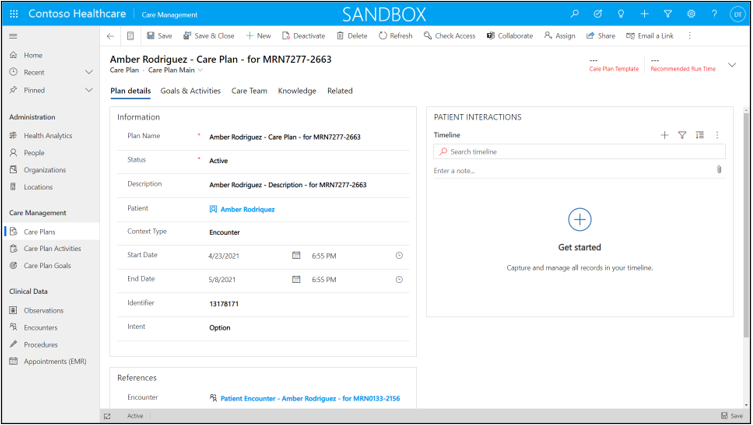 Contoso Healthcare Care Management SANDBOX ? DT
Save Save & Close New Deactivate Delete Refresh Check Access Collaborate Assign Share Email a Link
Home
Recent
Pinned
Administration
Health Analytics
People
Organizations
Locations
Care Management
Care Plans
Care Plan Activities
Care Plan Goals
Clinical Data
Observations
Encounters
Procedures
Appointments (EMR)
Amber Rodriguez - Care Plan - for MRN7277-2663
Care Plan · Care Plan Main
---
Care Plan Template
---
Recommended Run Time
Plan details Goals & Activities Care Team Knowledge Related
Information
Plan Name * Amber Rodriguez - Care Plan - for MRN7277-2663
Status * Active
Description Amber Rodriguez - Description - for MRN7277-2663
Patient Amber Rodriquez
Context Type Encounter
Start Date 4/23/2021 6:55 PM
End Date 5/8/2021 6:55 PM
Identifier 13178171
Intent Option
References
Encounter Patient Encounter - Amber Rodriguez - for MRN0133-2156
PATIENT INTERACTIONS
Timeline
Search timeline
Enter a note...
Get started
Capture and manage all records in your timeline.
Active Save